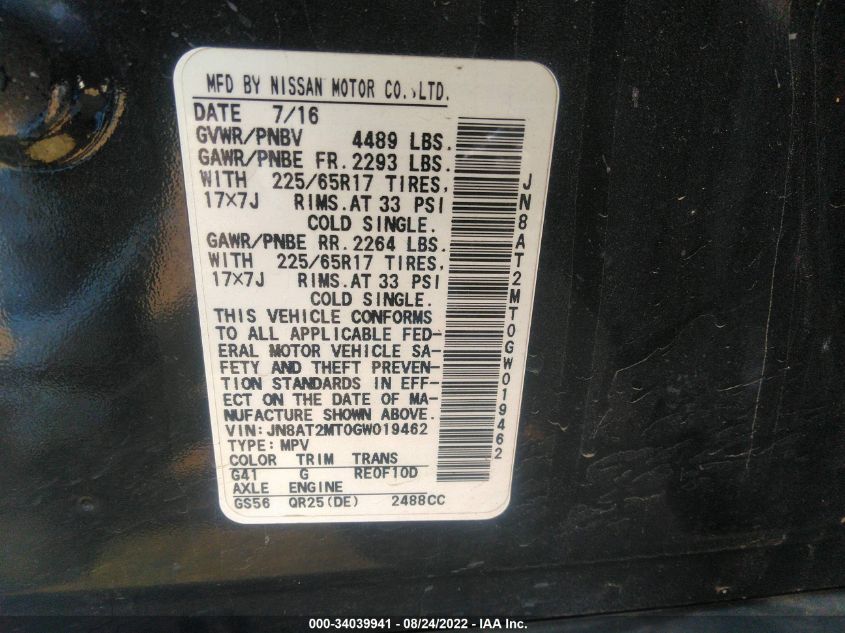 MFD BY NISSAN MOTOR CO.,LTD.
DATE 7/16
GVWR/PNBV 4489 LBS.
GAWR/PNBE FR. 2293 LBS.
WITH 225/65R17 TIRES,
17×7J RIMS.AT 33 PSI
COLD SINGLE.
GAWR/PNBE RR. 2264 LBS.
WITH 225/65R17 TIRES,
17×7J RIMS.AT 33 PSI
COLD SINGLE.
THIS VEHICLE CONFORMS
TO ALL APPLICABLE FED-
ERAL MOTOR VEHICLE SA-
FETY AND THEFT PREVEN-
TION STANDARDS IN EFF-
ECT ON THE DATE OF MA-
NUFACTURE SHOWN ABOVE.
VIN: JN8AT2MT0GW019462
TYPE: MPV
COLOR TRIM TRANS
G41 G RE0F10D
AXLE ENGINE
GS56 QR25(DE) 2488CC
JN8AT2MT0GW019462
000-34039941 - 08/24/2022 - IAA Inc.